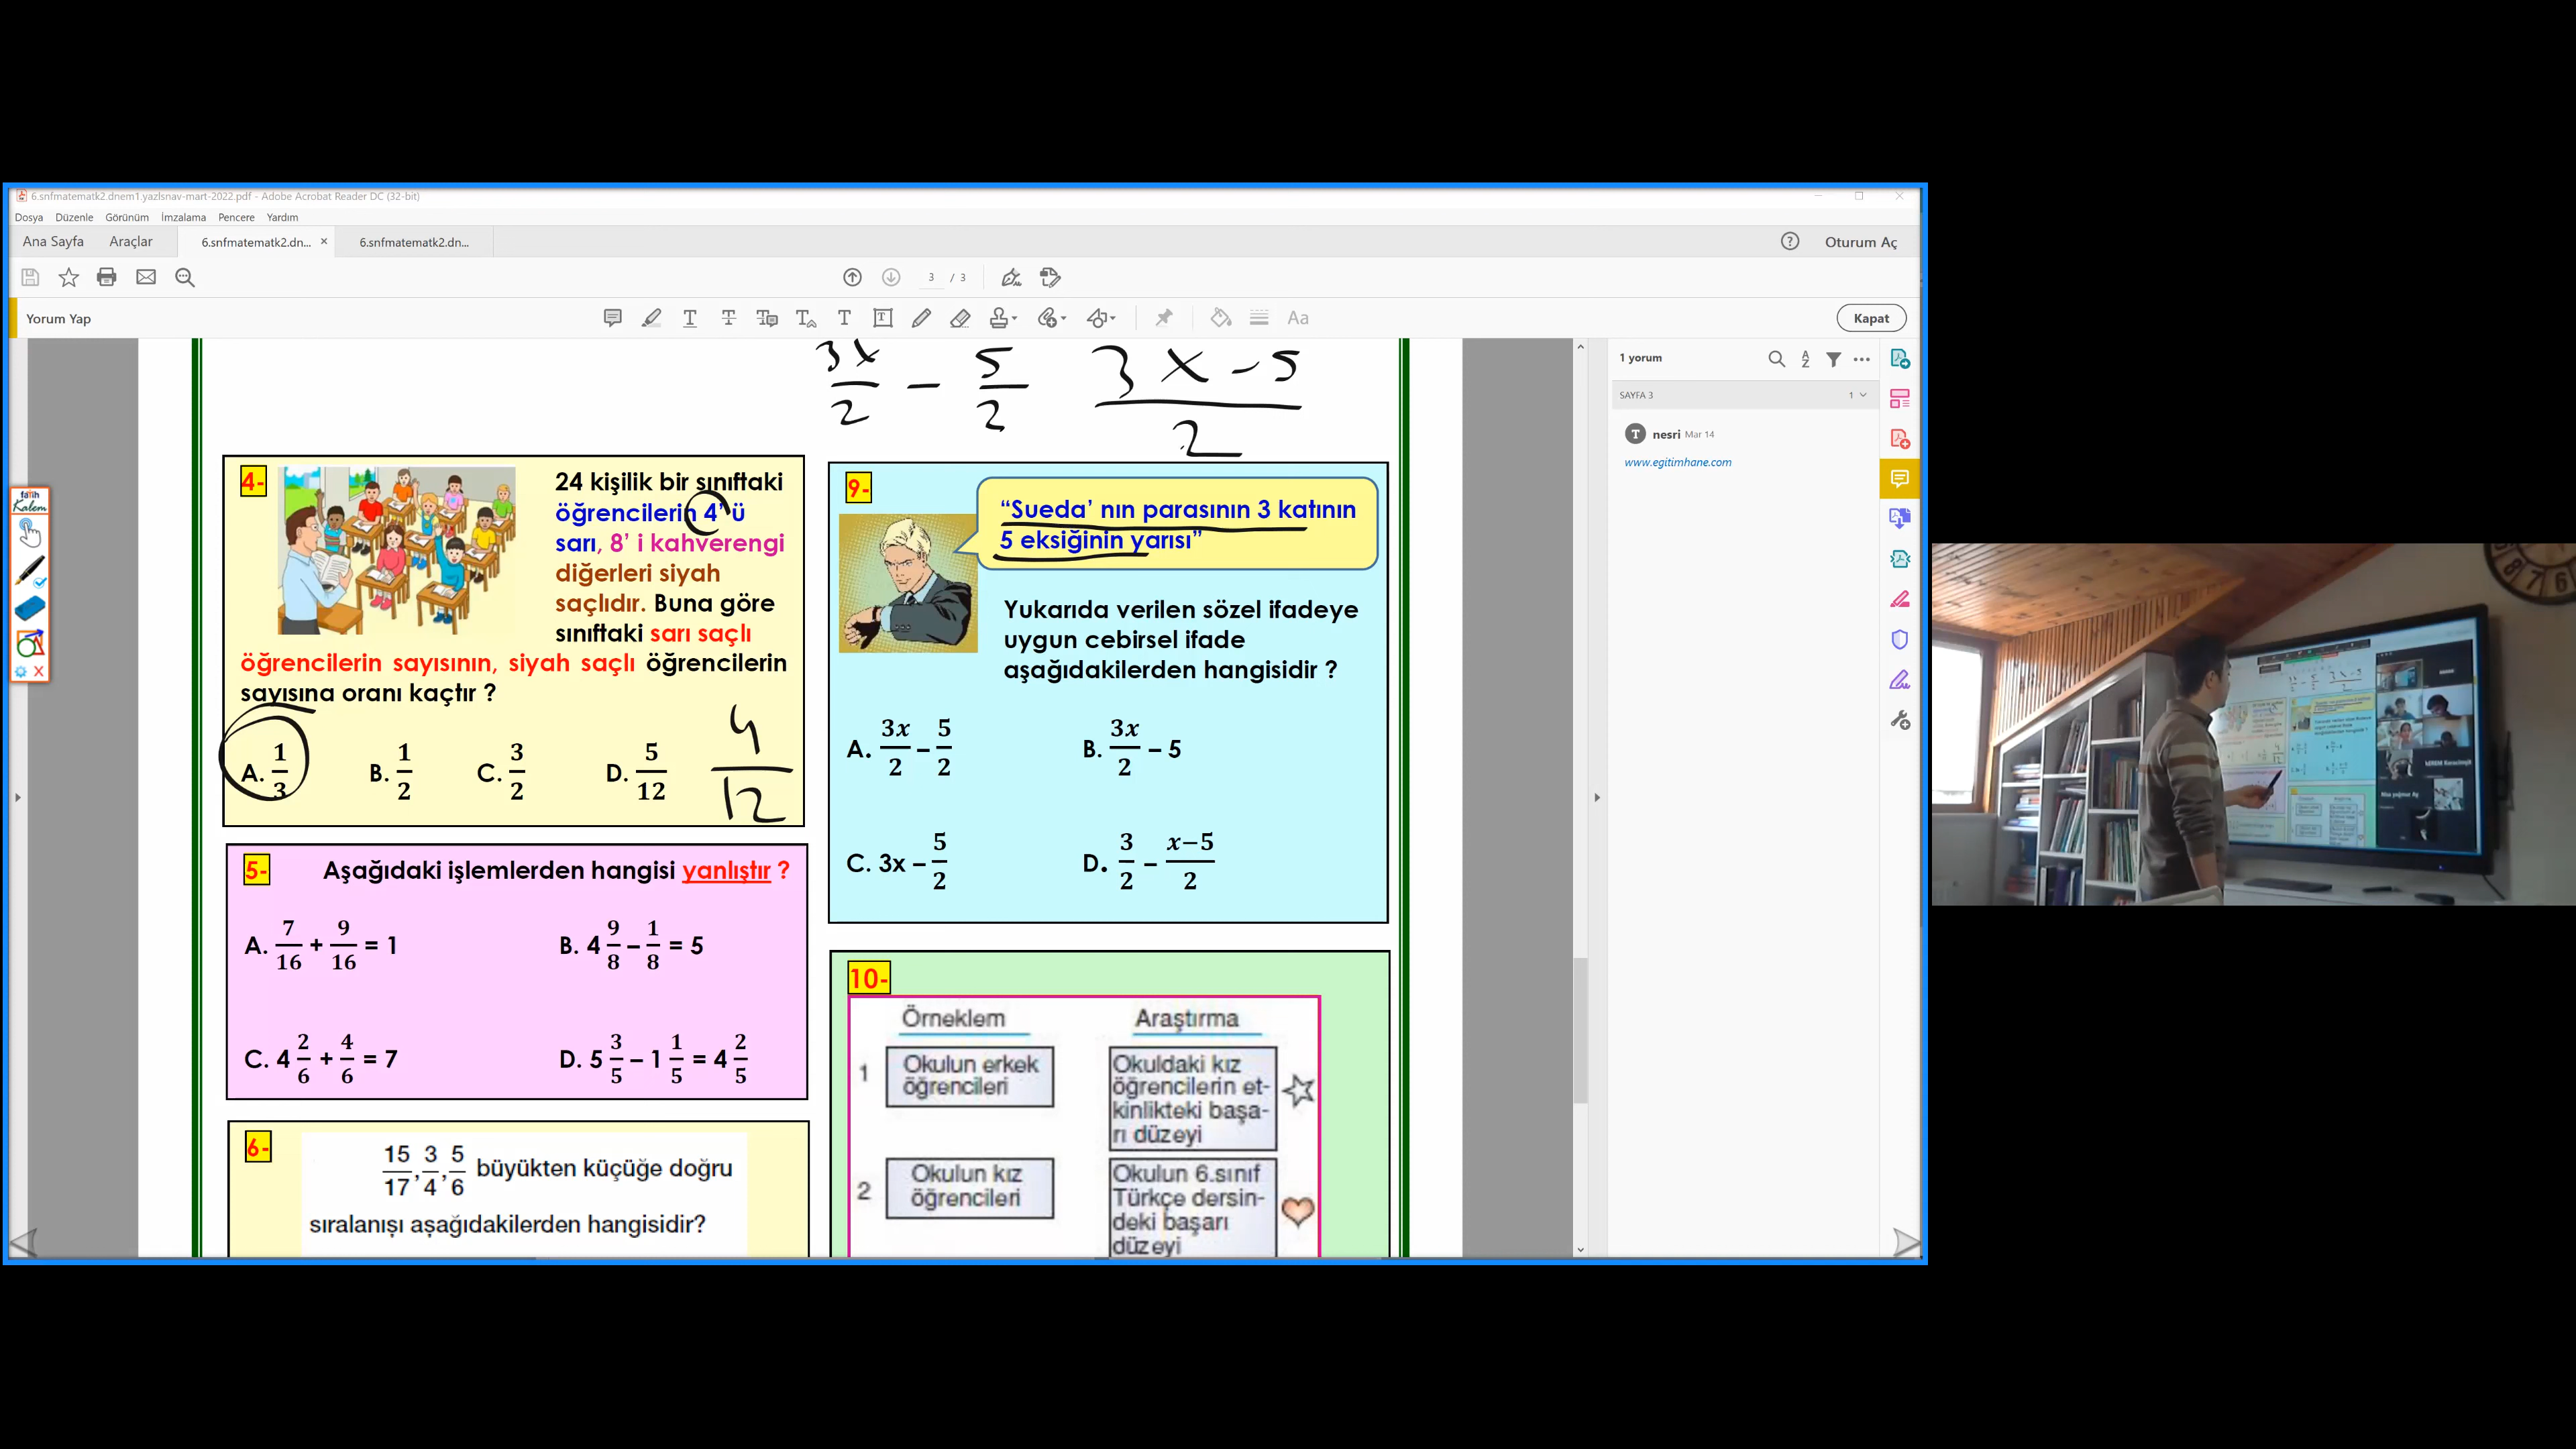 6.snfmatematk2.dnem1.yazlsnav-mart-2022.pdf - Adobe Acrobat Reader DC (32-bit)
Dosya Düzenle Görünüm İmzalama Pencere Yardım
Ana Sayfa Araçlar 6.snfmatematk2.dn... × 6.snfmatematk2.dn... Oturum Aç
3 / 3
Yorum Yap Kapat
3x/2 - 5/2 3x-5/2
fatih
Kalem
4-
24 kişilik bir sınıftaki
öğrencilerin 4' ü
sarı, 8' i kahverengi
diğerleri siyah
saçlıdır. Buna göre
sınıftaki sarı saçlı
öğrencilerin sayısının, siyah saçlı öğrencilerin
sayısına oranı kaçtır ?
A. 1/3 B. 1/2 C. 3/2 D. 5/12
4/12
5- Aşağıdaki işlemlerden hangisi yanlıştır ?
A. 7/16 + 9/16 = 1 B. 4 9/8 – 1/8 = 5
C. 4 2/6 + 4/6 = 7 D. 5 3/5 – 1 1/5 = 4 2/5
6-
15/17, 3/4, 5/6 büyükten küçüğe doğru
sıralanışı aşağıdakilerden hangisidir?
9-
“Sueda' nın parasının 3 katının
5 eksiğinin yarısı”
Yukarıda verilen sözel ifadeye
uygun cebirsel ifade
aşağıdakilerden hangisidir ?
A. 3x/2 – 5/2 B. 3x/2 – 5
C. 3x – 5/2 D. 3/2 – x–5/2
10-
Örneklem Araştırma
1 Okulun erkek
öğrencileri
Okuldaki kız
öğrencilerin et-
kinlikteki başa-
rı düzeyi
2 Okulun kız
öğrencileri
Okulun 6.sınıf
Türkçe dersin-
deki başarı
düzeyi
1 yorum
SAYFA 3 1
T nesri Mar 14
www.egitimhane.com